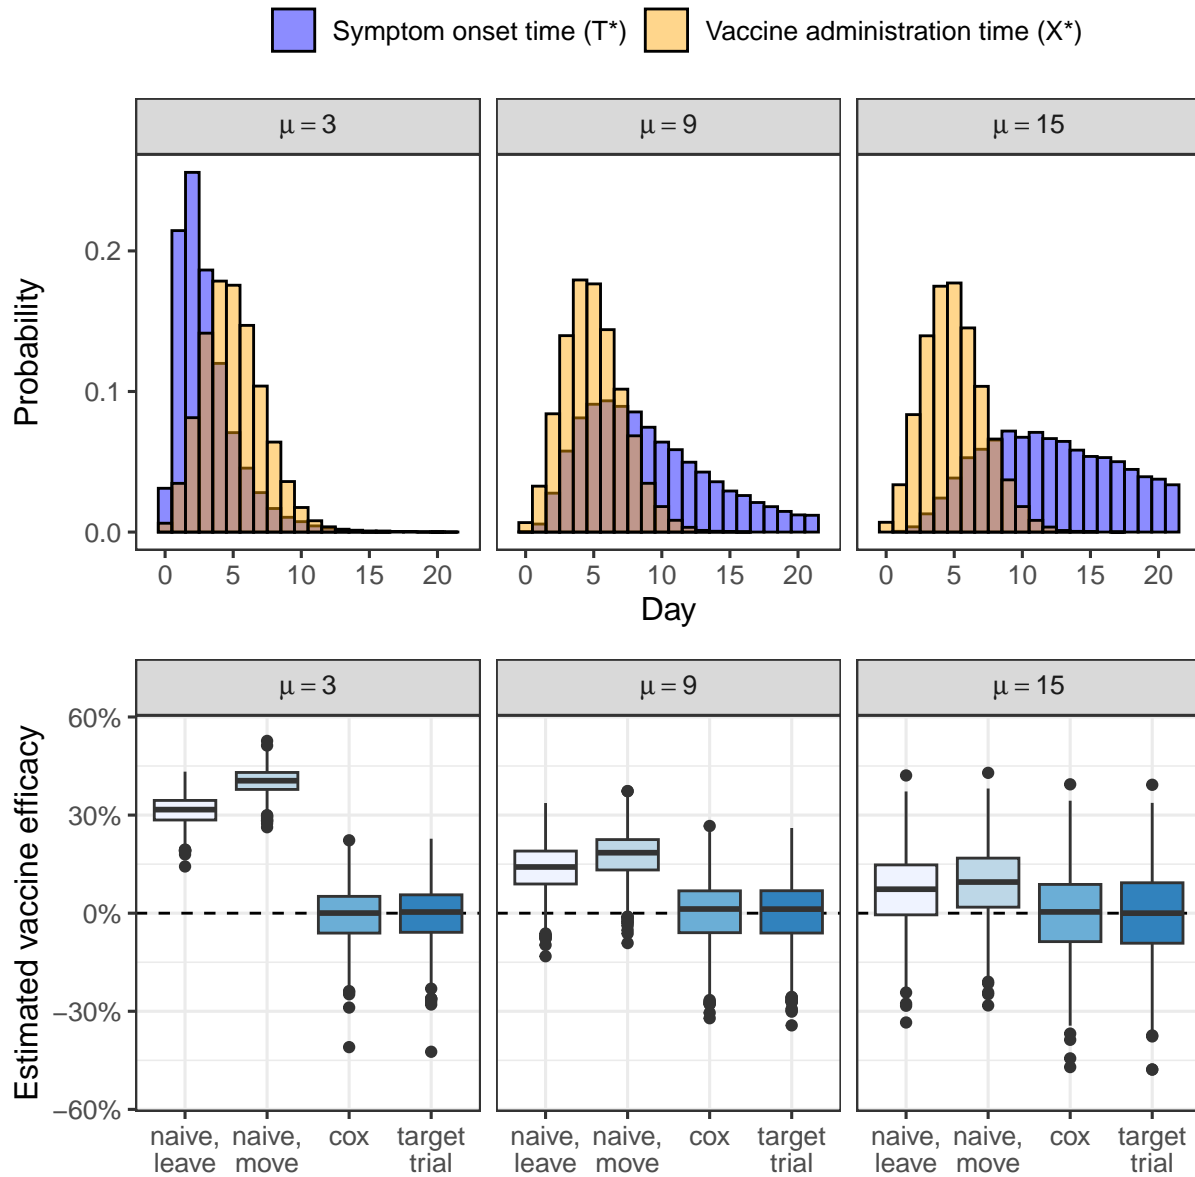 Symptom onset time (T*) Vaccine administration time (X*)
μ = 3 μ = 9 μ = 15
Probability
0.2
0.1
0.0
0 5 10 15 20 0 5 10 15 20 0 5 10 15 20
Day
μ = 3 μ = 9 μ = 15
Estimated vaccine efficacy
60%
30%
0%
−30%
−60%
naive, naive, cox target naive, naive, cox target naive, naive, cox target
leave move trial leave move trial leave move trial